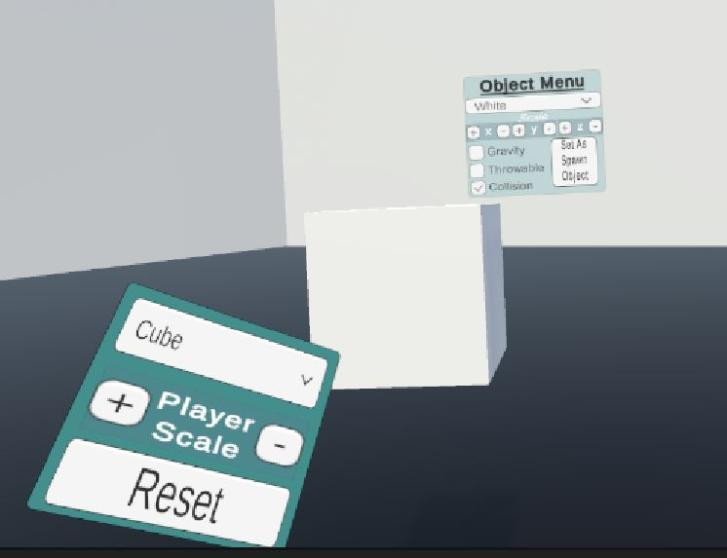 Object Menu
White
Scale
+ x - + y - + z -
Gravity
Throwable
Collision
Set As
Spawn
Object
Cube
+ Player Scale -
Reset